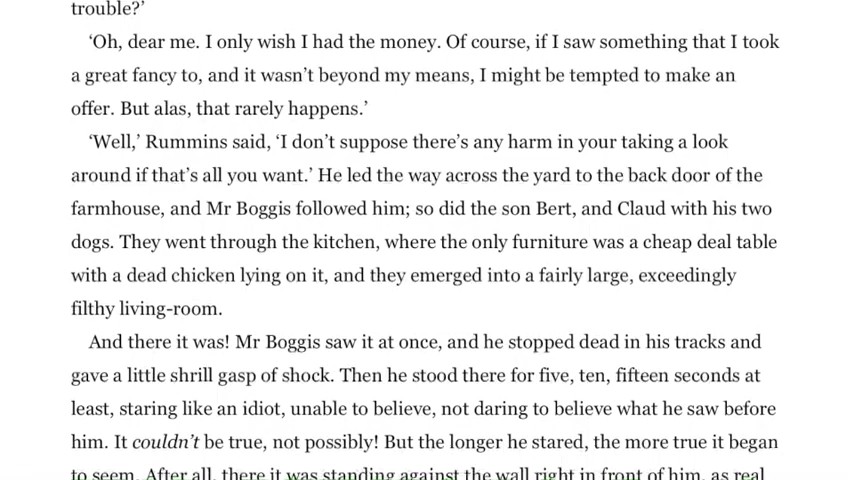 trouble?’
‘Oh, dear me. I only wish I had the money. Of course, if I saw something that I took
a great fancy to, and it wasn’t beyond my means, I might be tempted to make an
offer. But alas, that rarely happens.’
‘Well,’ Rummins said, ‘I don’t suppose there’s any harm in your taking a look
around if that’s all you want.’ He led the way across the yard to the back door of the
farmhouse, and Mr Boggis followed him; so did the son Bert, and Claud with his two
dogs. They went through the kitchen, where the only furniture was a cheap deal table
with a dead chicken lying on it, and they emerged into a fairly large, exceedingly
filthy living-room.
And there it was! Mr Boggis saw it at once, and he stopped dead in his tracks and
gave a little shrill gasp of shock. Then he stood there for five, ten, fifteen seconds at
least, staring like an idiot, unable to believe, not daring to believe what he saw before
him. It couldn’t be true, not possibly! But the longer he stared, the more true it began
to seem. After all, there it was standing against the wall right in front of him, as real